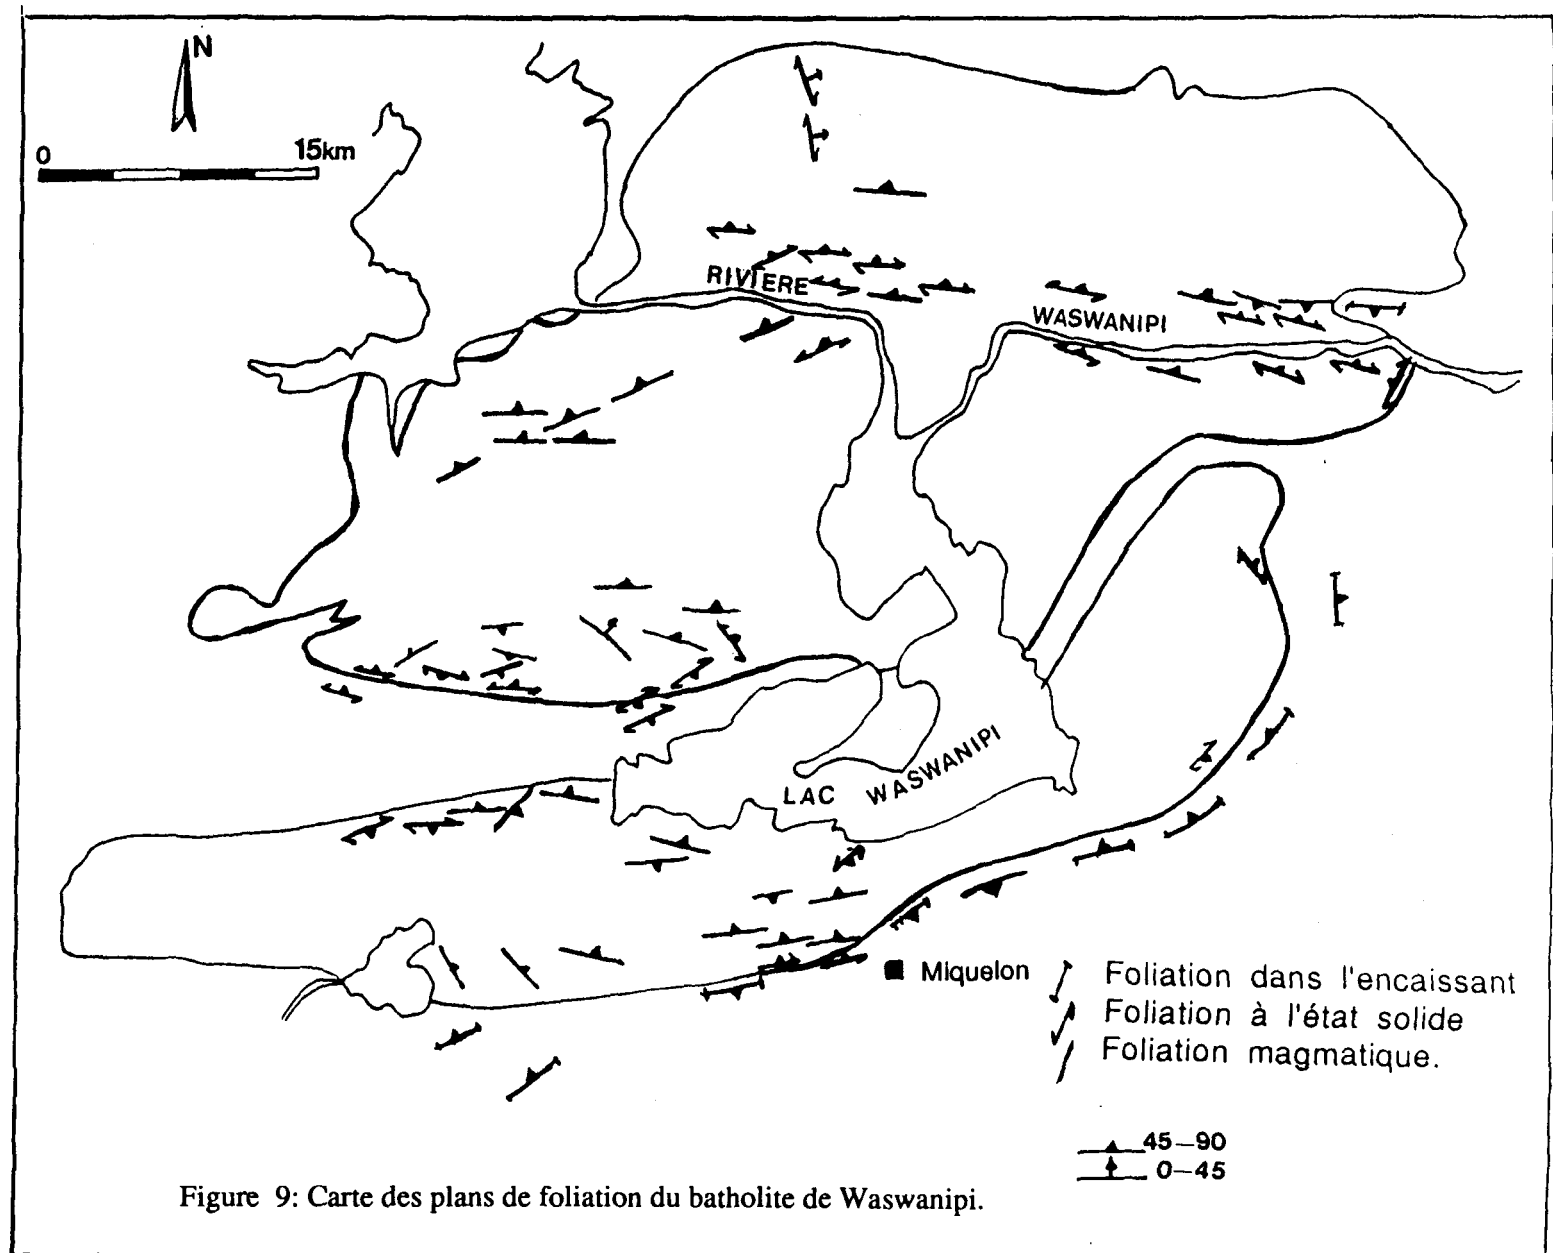 N
0 15km
RIVIERE
WASWANIPI
LAC WASWANIPI
Miquelon
Foliation dans l'encaissant
Foliation à l'état solide
Foliation magmatique.
45-90
0-45
Figure 9: Carte des plans de foliation du batholite de Waswanipi.